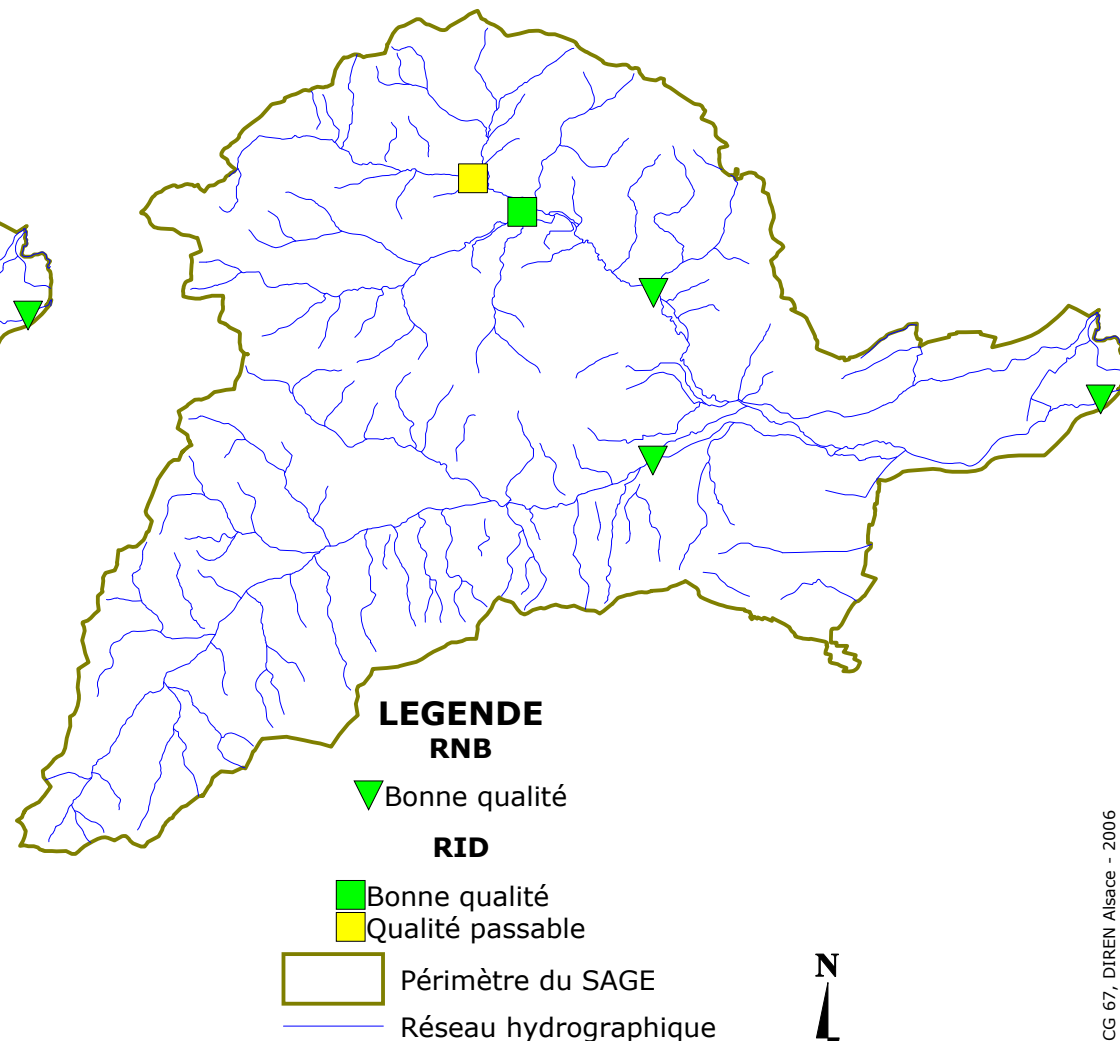 LEGENDE
RNB
Bonne qualité
RID
Bonne qualité
Qualité passable
Périmètre du SAGE
Réseau hydrographique
N
CG 67, DIREN Alsace - 2006